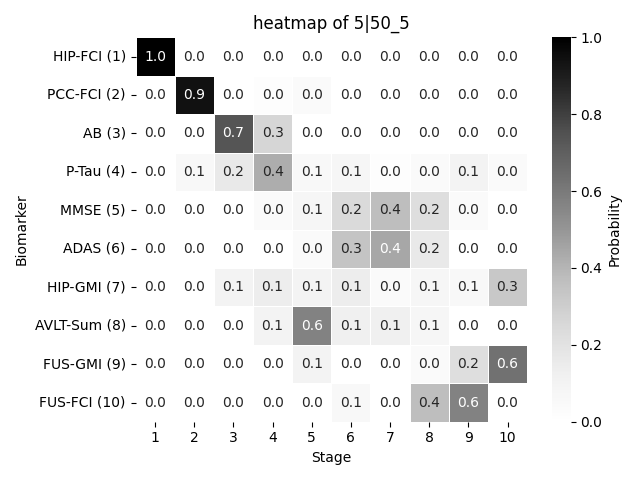 heatmap of 5|50_5
HIP-FCI (1) 1.0 0.0 0.0 0.0 0.0 0.0 0.0 0.0 0.0 0.0
PCC-FCI (2) 0.0 0.9 0.0 0.0 0.0 0.0 0.0 0.0 0.0 0.0
AB (3) 0.0 0.0 0.7 0.3 0.0 0.0 0.0 0.0 0.0 0.0
P-Tau (4) 0.0 0.1 0.2 0.4 0.1 0.1 0.0 0.0 0.1 0.0
MMSE (5) 0.0 0.0 0.0 0.0 0.1 0.2 0.4 0.2 0.0 0.0
ADAS (6) 0.0 0.0 0.0 0.0 0.0 0.3 0.4 0.2 0.0 0.0
HIP-GMI (7) 0.0 0.0 0.1 0.1 0.1 0.1 0.0 0.1 0.1 0.3
AVLT-Sum (8) 0.0 0.0 0.0 0.1 0.6 0.1 0.1 0.1 0.0 0.0
FUS-GMI (9) 0.0 0.0 0.0 0.0 0.1 0.0 0.0 0.0 0.2 0.6
FUS-FCI (10) 0.0 0.0 0.0 0.0 0.0 0.1 0.0 0.4 0.6 0.0
1 2 3 4 5 6 7 8 9 10
Stage
Biomarker
1.0
0.8
0.6
0.4
0.2
0.0
Probability